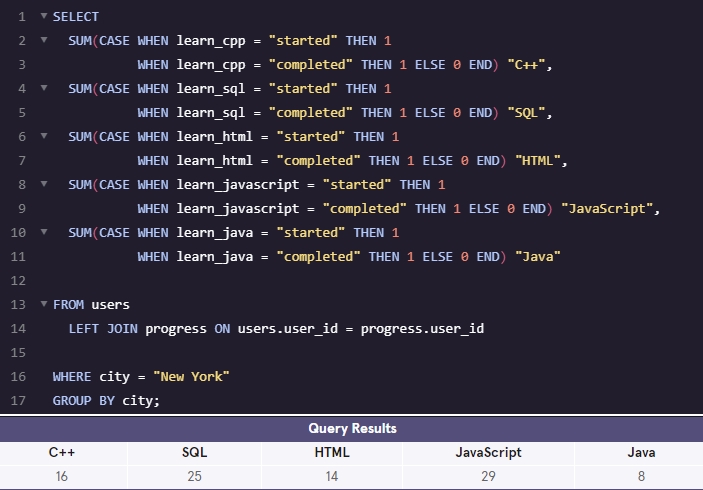 1 SELECT
2 SUM(CASE WHEN learn_cpp = "started" THEN 1
3 WHEN learn_cpp = "completed" THEN 1 ELSE 0 END) "C++",
4 SUM(CASE WHEN learn_sql = "started" THEN 1
5 WHEN learn_sql = "completed" THEN 1 ELSE 0 END) "SQL",
6 SUM(CASE WHEN learn_html = "started" THEN 1
7 WHEN learn_html = "completed" THEN 1 ELSE 0 END) "HTML",
8 SUM(CASE WHEN learn_javascript = "started" THEN 1
9 WHEN learn_javascript = "completed" THEN 1 ELSE 0 END) "JavaScript",
10 SUM(CASE WHEN learn_java = "started" THEN 1
11 WHEN learn_java = "completed" THEN 1 ELSE 0 END) "Java"
12
13 FROM users
14 LEFT JOIN progress ON users.user_id = progress.user_id
15
16 WHERE city = "New York"
17 GROUP BY city;
Query Results
C++ SQL HTML JavaScript Java
16 25 14 29 8